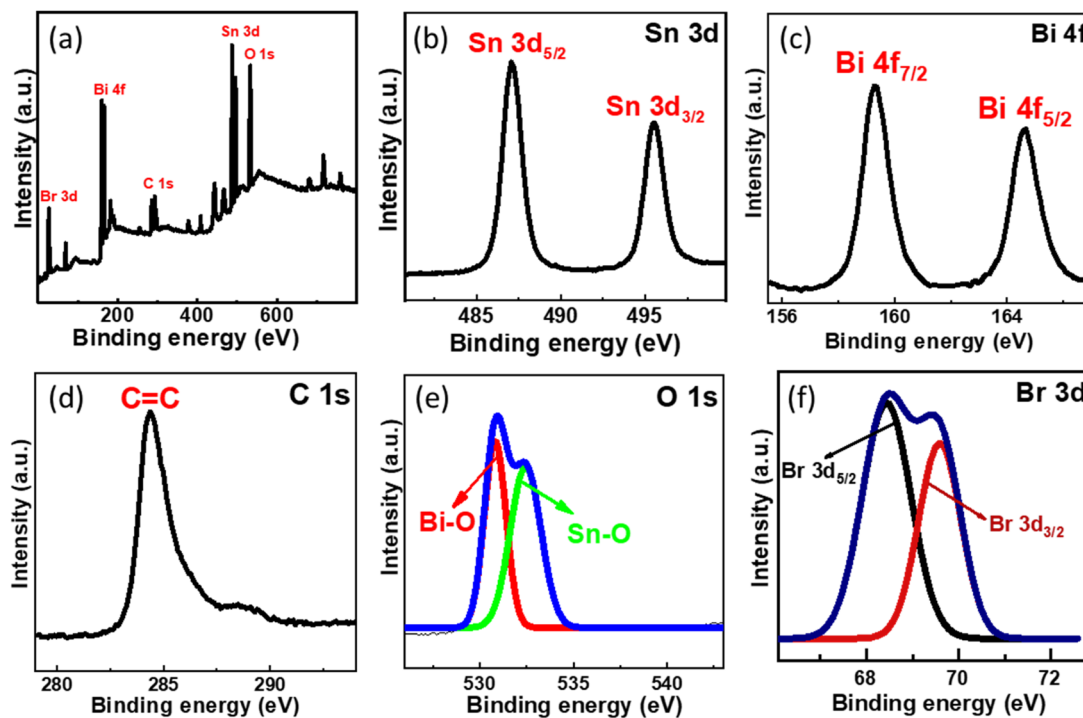 (a)
Sn 3d
O 1s
Bi 4f
C 1s
Br 3d
Intensity (a.u.)
200 400 600
Binding energy (eV)
(b)
Sn 3d
Sn 3d5/2
Sn 3d3/2
Intensity (a.u.)
485 490 495
Binding energy (eV)
(c)
Bi 4f
Bi 4f7/2
Bi 4f5/2
Intensity (a.u.)
156 160 164
Binding energy (eV)
(d)
C=C
C 1s
Intensity (a.u.)
280 285 290
Binding energy (eV)
(e)
O 1s
Bi-O
Sn-O
Intensity (a.u.)
530 535 540
Binding energy (eV)
(f)
Br 3d
Br 3d5/2
Br 3d3/2
Intensity (a.u.)
68 70 72
Binding energy (eV)